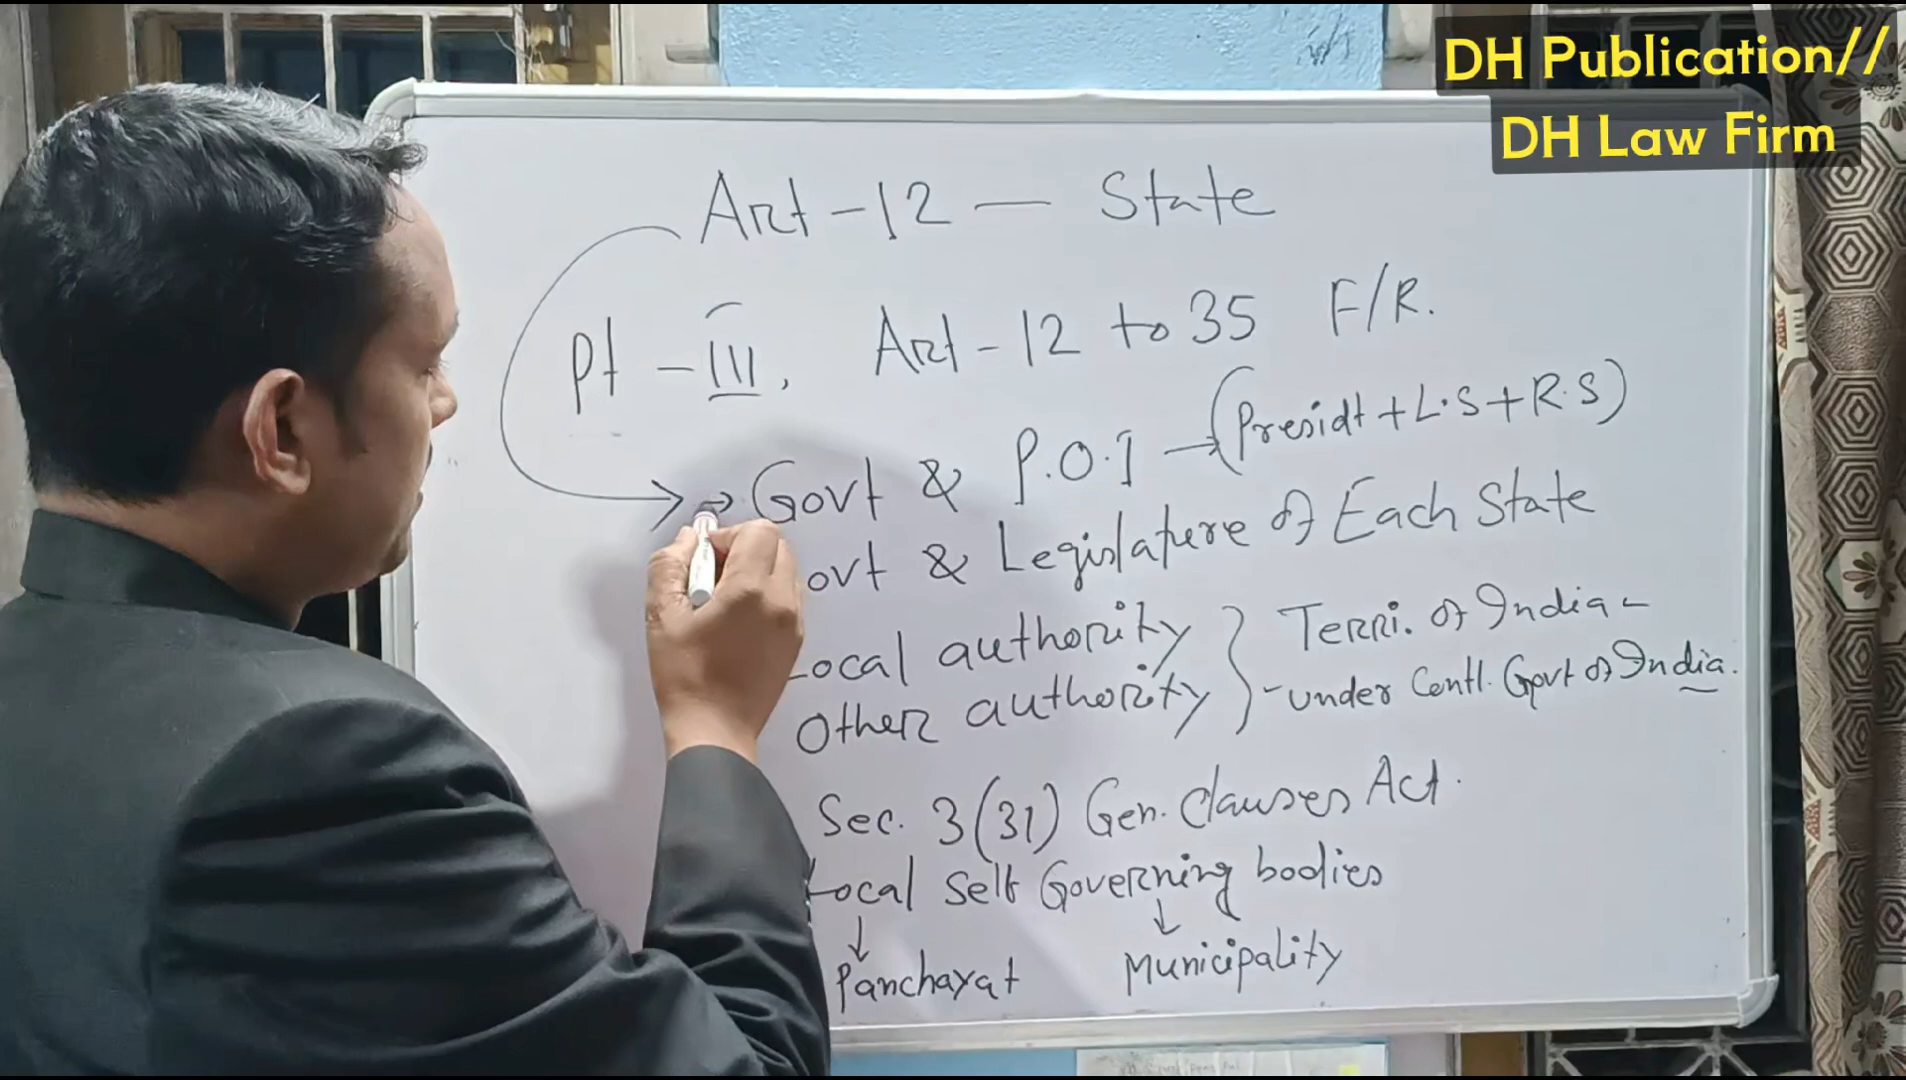 DH Publication//
DH Law Firm
Art-12 — State
Pt - III, Art-12 to 35 F/R.
→ Govt & P.O.I → (Presidt + L.S + R.S)
ovt & Legislature of Each State
Local authority } Terri. of India -
Other authority } - under Contl. Govt of India.
Sec. 3(31) Gen. Clauses Act.
Local Self Governing bodies
↓ ↓
Panchayat Municipality